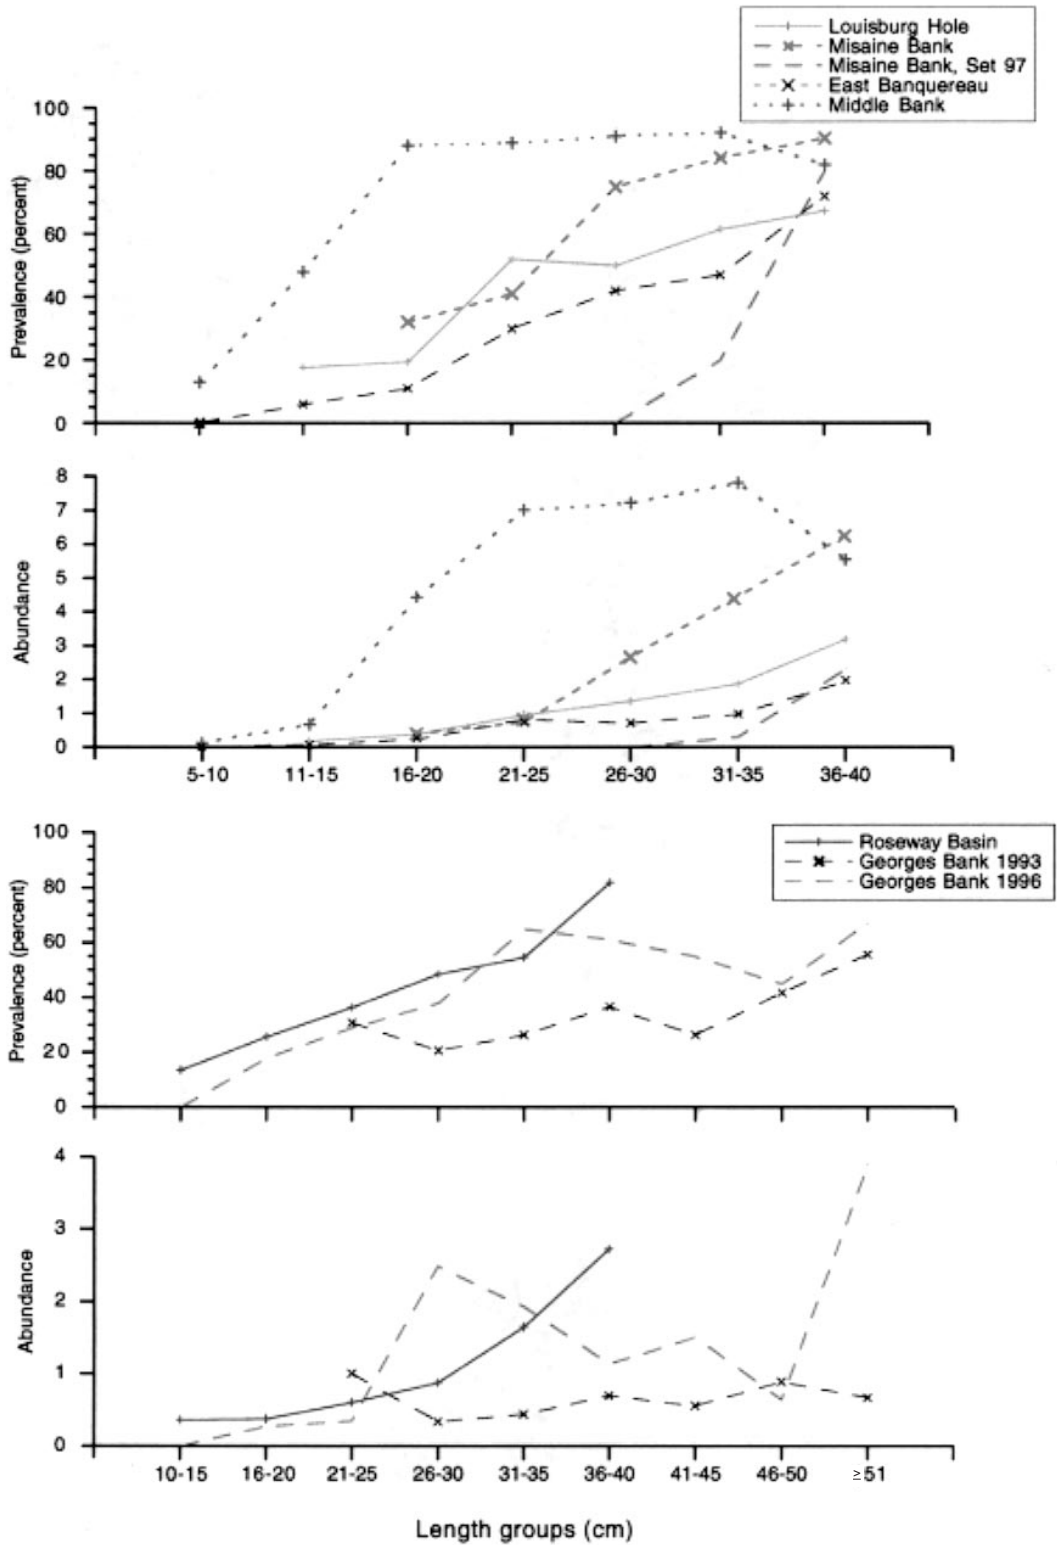 Louisburg Hole
Misaine Bank
Misaine Bank, Set 97
East Banquereau
Middle Bank
Prevalence (percent)
100
80
60
40
20
0
Abundance
8
7
6
5
4
3
2
1
0
5-10 11-15 16-20 21-25 26-30 31-35 36-40
Roseway Basin
Georges Bank 1993
Georges Bank 1996
Prevalence (percent)
100
80
60
40
20
0
Abundance
4
3
2
1
0
10-15 16-20 21-25 26-30 31-35 36-40 41-45 46-50 ≥51
Length groups (cm)